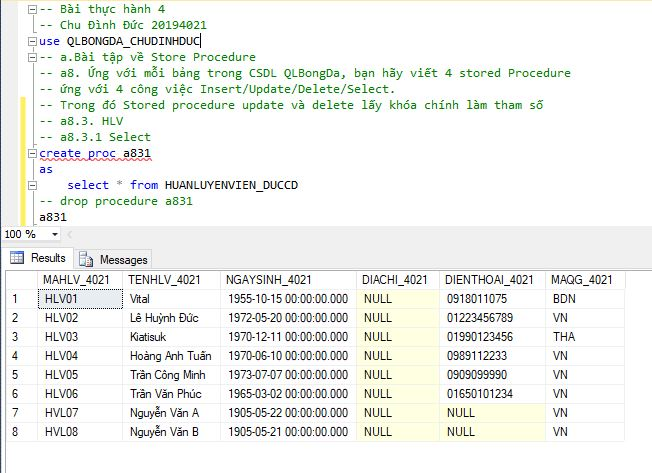 -- Bài thực hành 4
-- Chu Đình Đức 20194021
use QLBONGDA_CHUDINHDUC
-- a.Bài tập về Store Procedure
-- a8. Ứng với mỗi bảng trong CSDL QLBongDa, bạn hãy viết 4 stored Procedure
-- ứng với 4 công việc Insert/Update/Delete/Select.
-- Trong đó Stored procedure update và delete lấy khóa chính làm tham số
-- a8.3. HLV
-- a8.3.1 Select
create proc a831
as
select * from HUANLUYENVIEN_DUCCD
-- drop procedure a831
a831
100 %
Results Messages
MAHLV_4021 TENHLV_4021 NGAYSINH_4021 DIACHI_4021 DIENTHOAI_4021 MAQG_4021
1 HLV01 Vital 1955-10-15 00:00:00.000 NULL 0918011075 BDN
2 HLV02 Lê Huỳnh Đức 1972-05-20 00:00:00.000 NULL 01223456789 VN
3 HLV03 Kiatisuk 1970-12-11 00:00:00.000 NULL 01990123456 THA
4 HLV04 Hoàng Anh Tuấn 1970-06-10 00:00:00.000 NULL 0989112233 VN
5 HLV05 Trần Công Minh 1973-07-07 00:00:00.000 NULL 0909099990 VN
6 HLV06 Trần Văn Phúc 1965-03-02 00:00:00.000 NULL 01650101234 VN
7 HVL07 Nguyễn Văn A 1905-05-22 00:00:00.000 NULL NULL VN
8 HVL08 Nguyễn Văn B 1905-05-21 00:00:00.000 NULL NULL VN